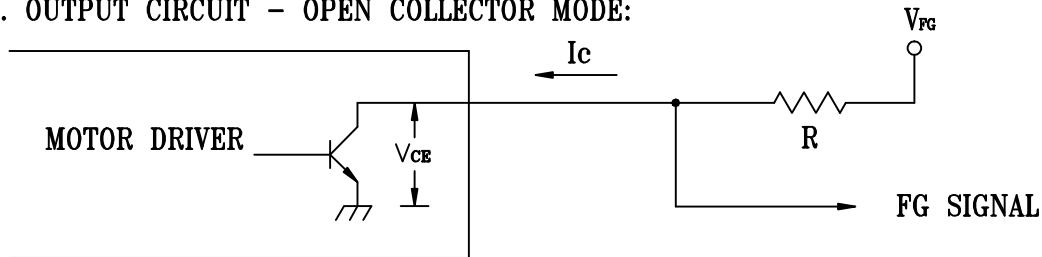 . OUTPUT CIRCUIT – OPEN COLLECTOR MODE:
VFG
Ic
MOTOR DRIVER
VCE
R
FG SIGNAL